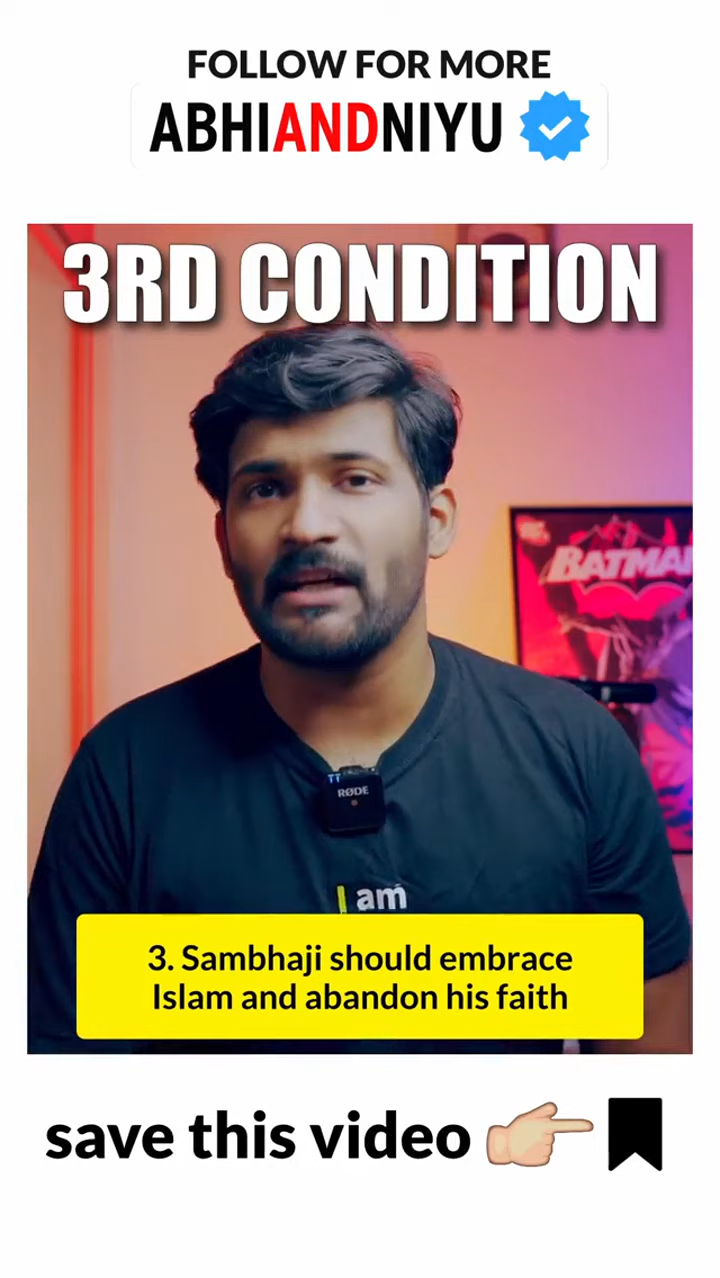 FOLLOW FOR MORE
ABHIANDNIYU
3RD CONDITION
BATMA
RØDE
I am
3. Sambhaji should embrace
Islam and abandon his faith
save this video